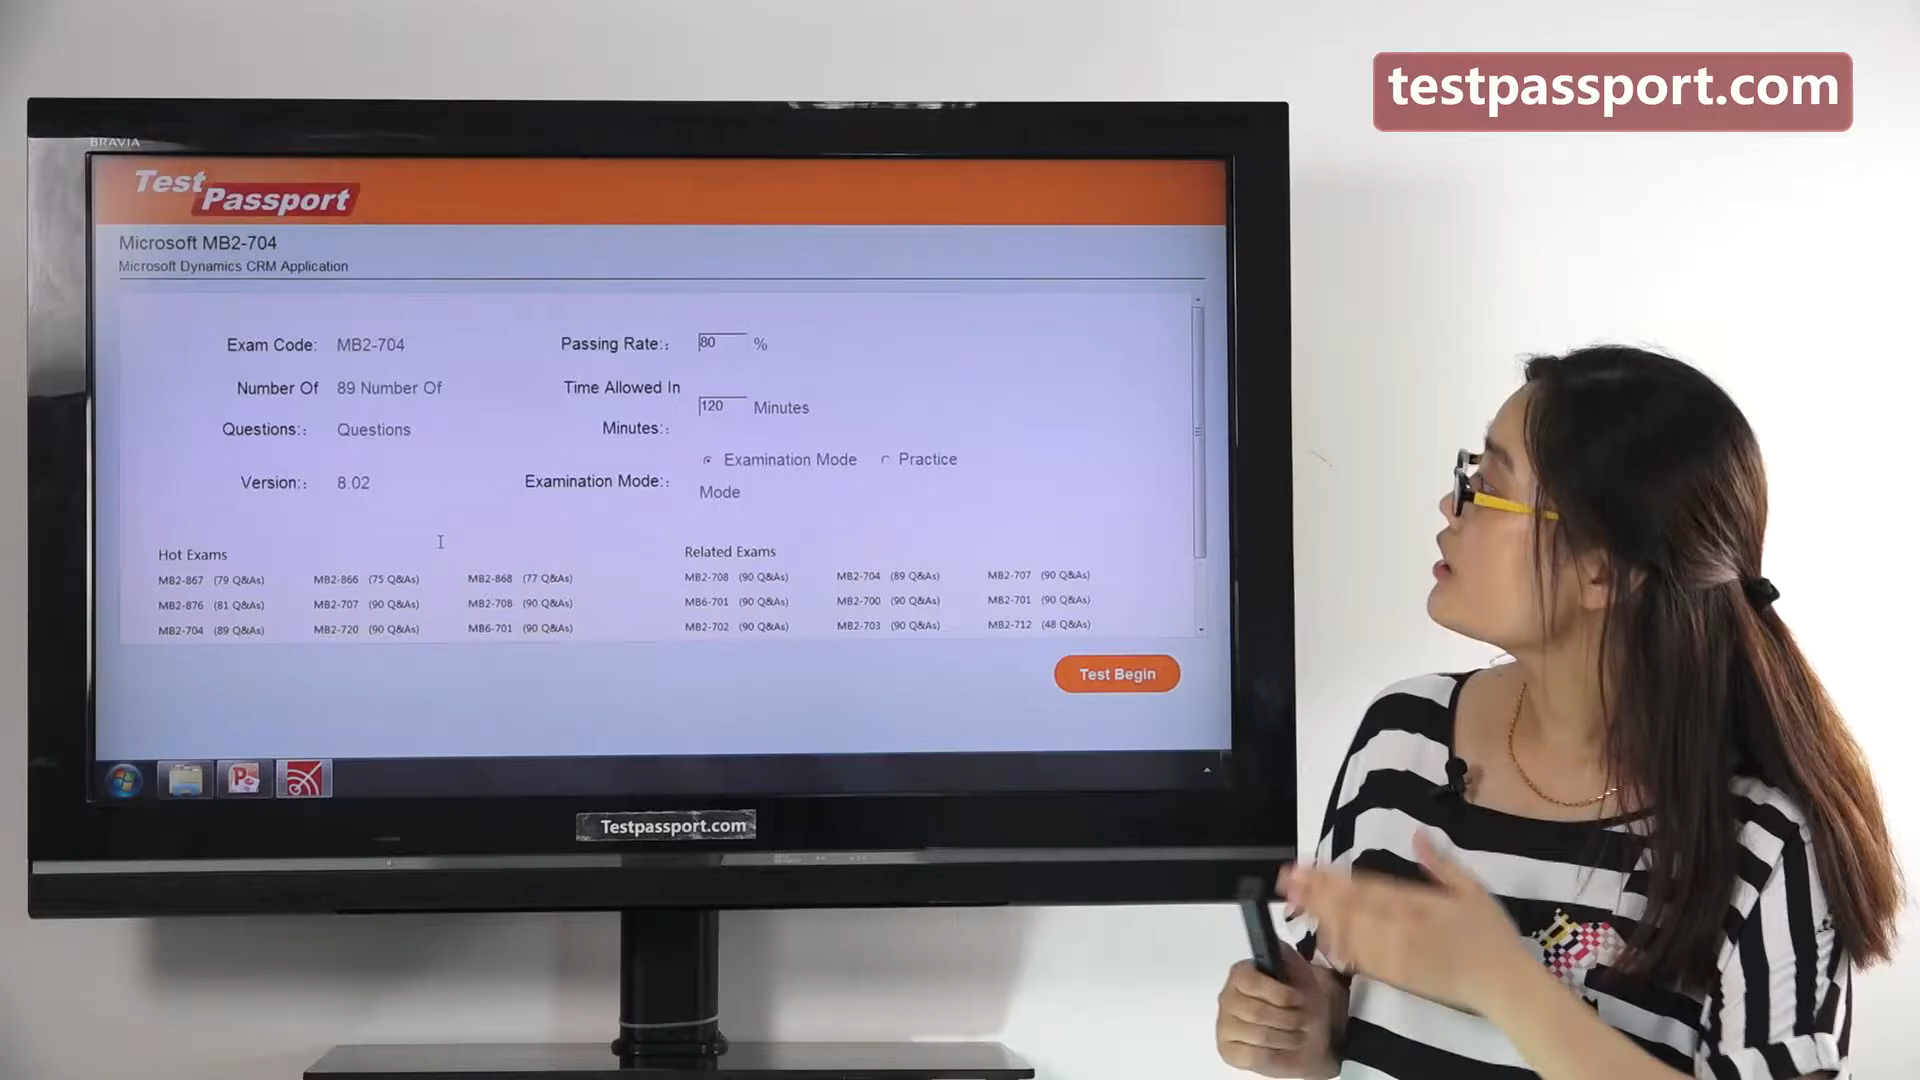 testpassport.com
BRAVIA
Test
Passport
Microsoft MB2-704
Microsoft Dynamics CRM Application
Exam Code: MB2-704 Passing Rate:: 80 %
Number Of 89 Number Of Time Allowed In
120 Minutes
Questions:: Questions Minutes::
Examination Mode Practice
Version:: 8.02 Examination Mode::
Mode
Hot Exams Related Exams
MB2-867 (79 Q&As) MB2-866 (75 Q&As) MB2-868 (77 Q&As) MB2-708 (90 Q&As) MB2-704 (89 Q&As) MB2-707 (90 Q&As)
MB2-876 (81 Q&As) MB2-707 (90 Q&As) MB2-708 (90 Q&As) MB6-701 (90 Q&As) MB2-700 (90 Q&As) MB2-701 (90 Q&As)
MB2-704 (89 Q&As) MB2-720 (90 Q&As) MB6-701 (90 Q&As) MB2-702 (90 Q&As) MB2-703 (90 Q&As) MB2-712 (48 Q&As)
Test Begin
Testpassport.com